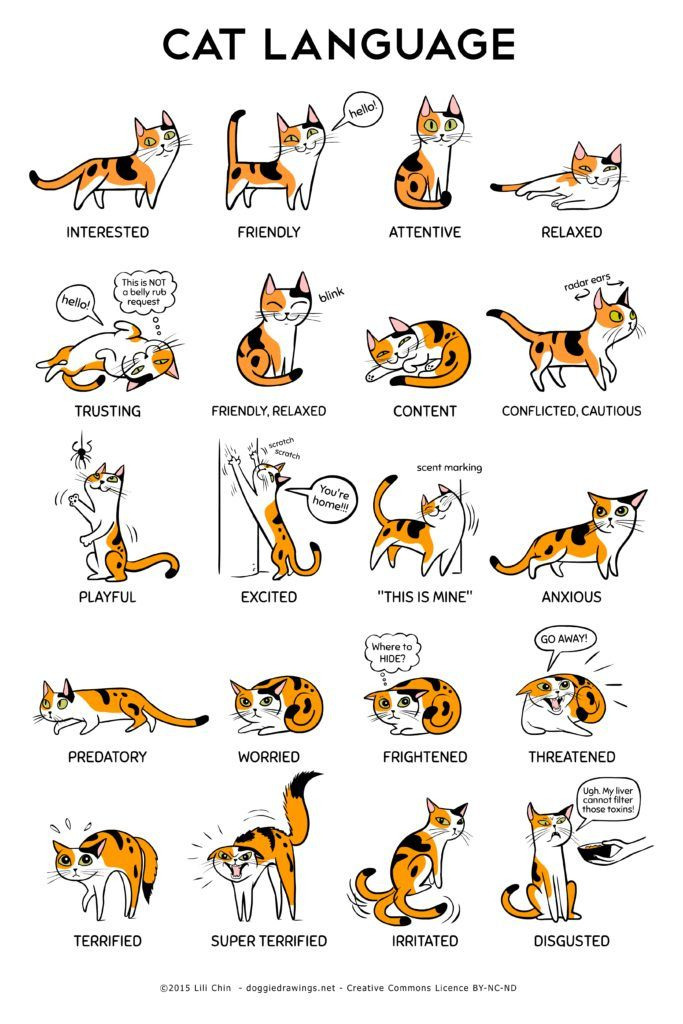 CAT LANGUAGE
hello!
INTERESTED
FRIENDLY
ATTENTIVE
RELAXED
hello!
This is NOT
a belly rub
request
blink
radar ears
TRUSTING
FRIENDLY, RELAXED
CONTENT
CONFLICTED, CAUTIOUS
scratch
scratch
You're
home!!!
scent marking
PLAYFUL
EXCITED
"THIS IS MINE"
ANXIOUS
Where to
HIDE?
GO AWAY!
PREDATORY
WORRIED
FRIGHTENED
THREATENED
Ugh. My liver
cannot filter
those toxins!
TERRIFIED
SUPER TERRIFIED
IRRITATED
DISGUSTED
©2015 Lili Chin - doggiedrawings.net - Creative Commons Licence BY-NC-ND